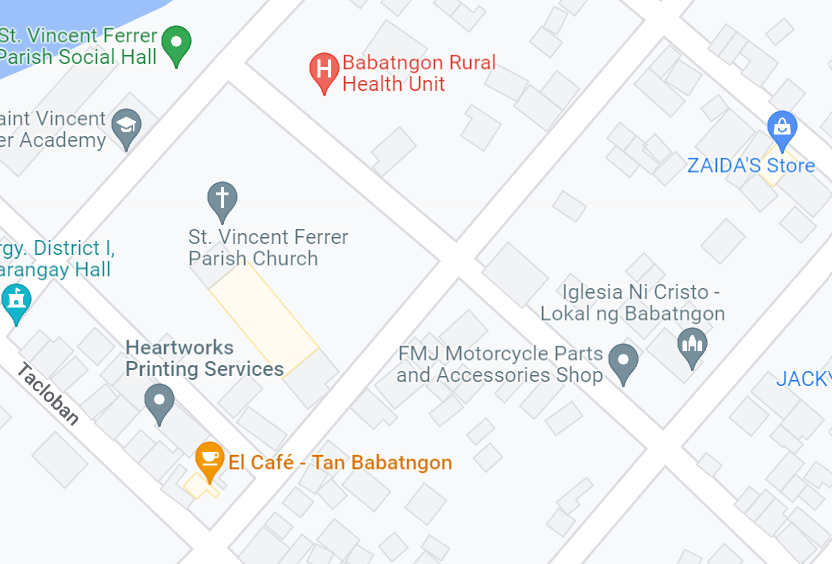 St. Vincent Ferrer
Parish Social Hall
Babatngon Rural
Health Unit
aint Vincent
er Academy
ZAIDA'S Store
St. Vincent Ferrer
Parish Church
rgy. District I,
arangay Hall
Iglesia Ni Cristo -
Lokal ng Babatngon
Heartworks
Printing Services
FMJ Motorcycle Parts
and Accessories Shop
JACKY
Tacloban
El Café - Tan Babatngon